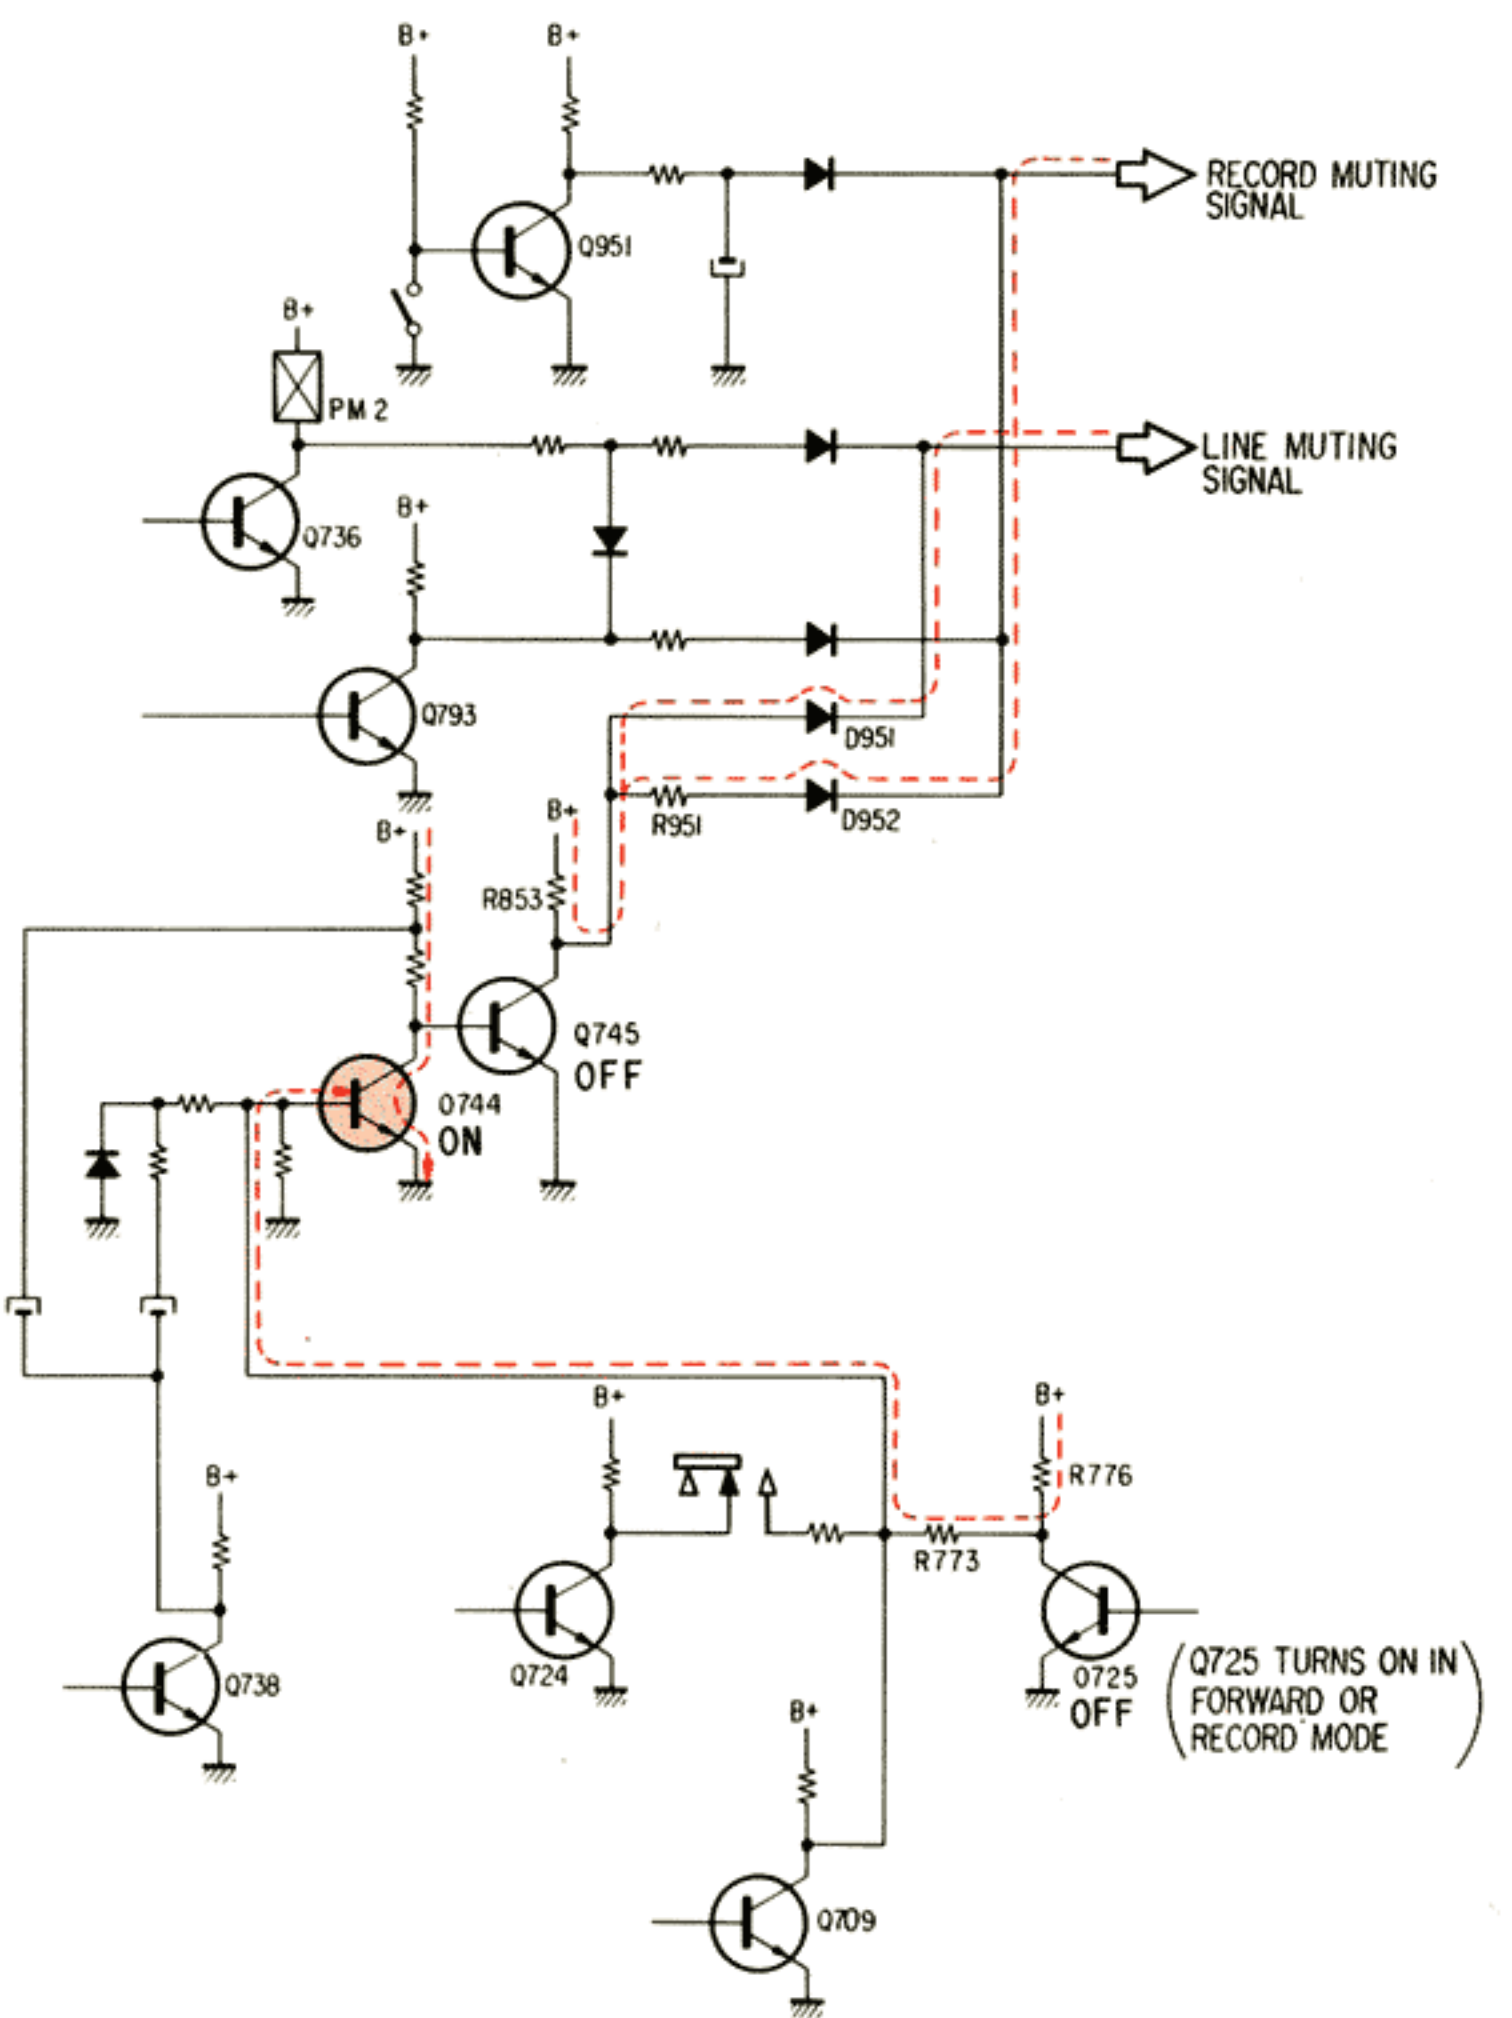 B+ B+
RECORD MUTING
SIGNAL
Q951
B+
PM 2
LINE MUTING
SIGNAL
B+
Q736
Q793
D951
B+
B+
R951
D952
R853
Q745
OFF
Q744
ON
B+
B+
R776
B+
R773
Q724
Q725
OFF
(Q725 TURNS ON IN
FORWARD OR
RECORD MODE)
Q738
B+
Q709